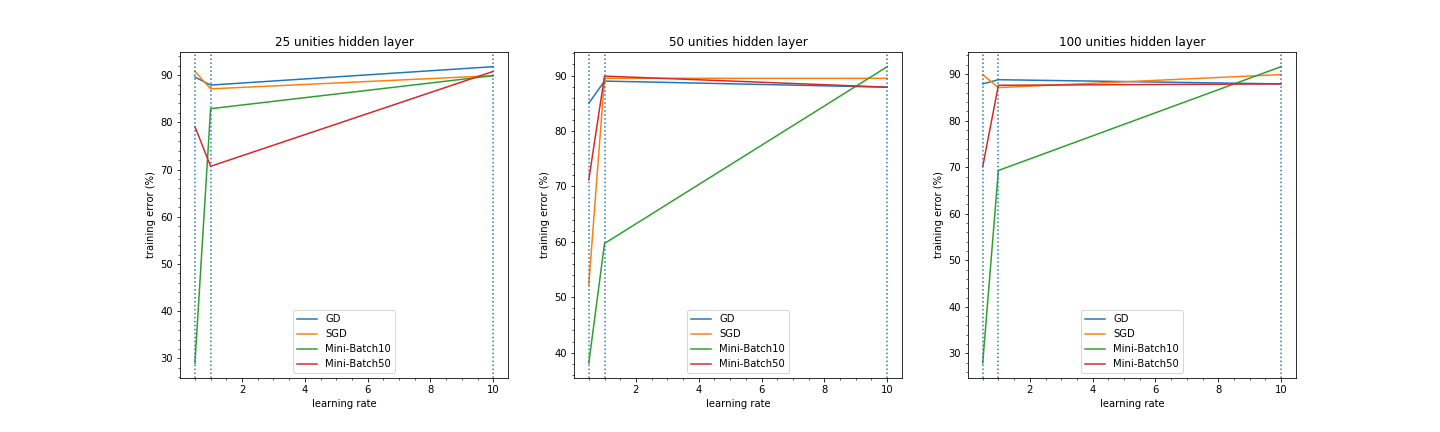 25 unities hidden layer
training error (%)
90
80
70
60
50
40
30
2
4
6
8
10
learning rate
GD
SGD
Mini-Batch10
Mini-Batch50
50 unities hidden layer
training error (%)
90
80
70
60
50
40
2
4
6
8
10
learning rate
GD
SGD
Mini-Batch10
Mini-Batch50
100 unities hidden layer
training error (%)
90
80
70
60
50
40
30
2
4
6
8
10
learning rate
GD
SGD
Mini-Batch10
Mini-Batch50